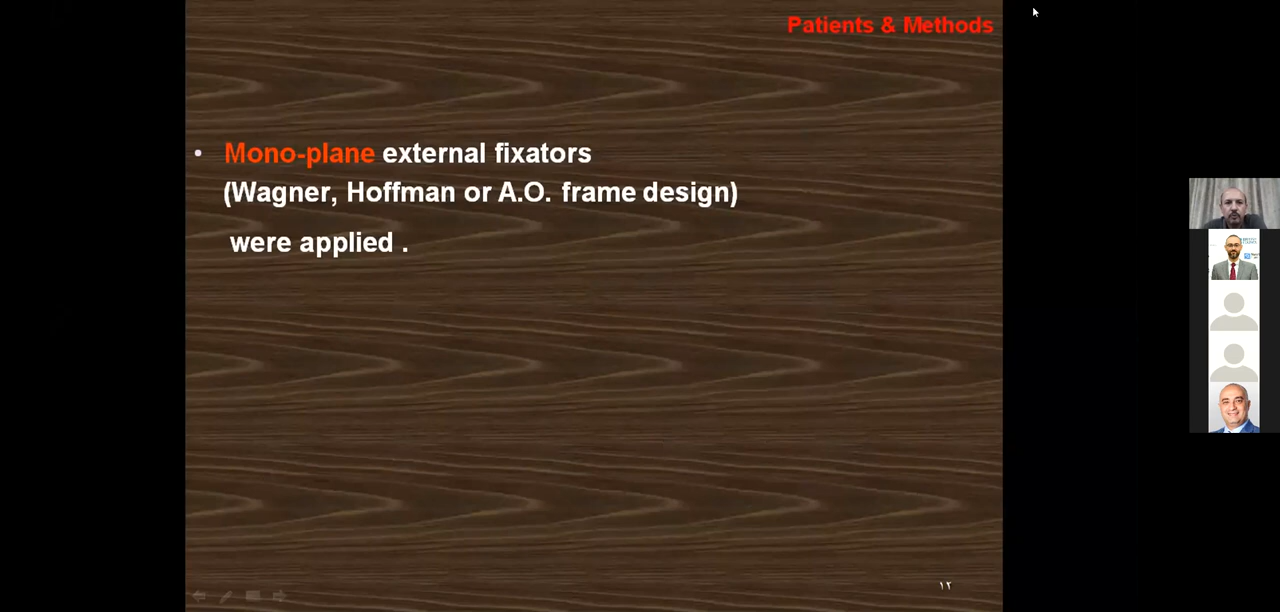 Patients & Methods
• Mono-plane external fixators
(Wagner, Hoffman or A.O. frame design)
were applied .
١٢